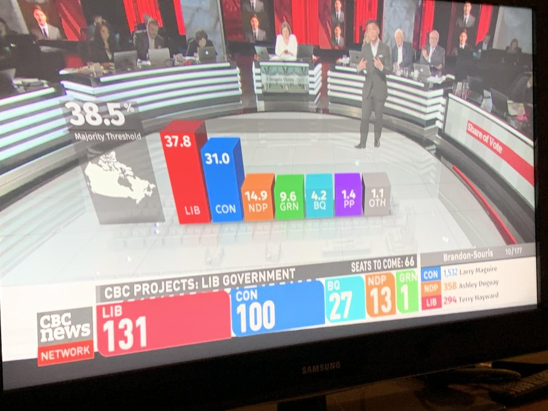 38.5%
Majority Threshold
37.8
LIB
31.0
CON
14.9
NDP
9.6
GRN
4.2
BQ
1.4
PP
1.1
OTH
Share of Vote
CBC PROJECTS: LIB GOVERNMENT
SEATS TO COME: 66
LIB
131
CON
100
BQ
27
NDP
13
GRN
1
Brandon-Souris 10/177
CON 1,532 Larry Maguire
NDP 358 Ashley Duguay
LIB 294 Terry Hayward
CBC
news
NETWORK
SAMSUNG